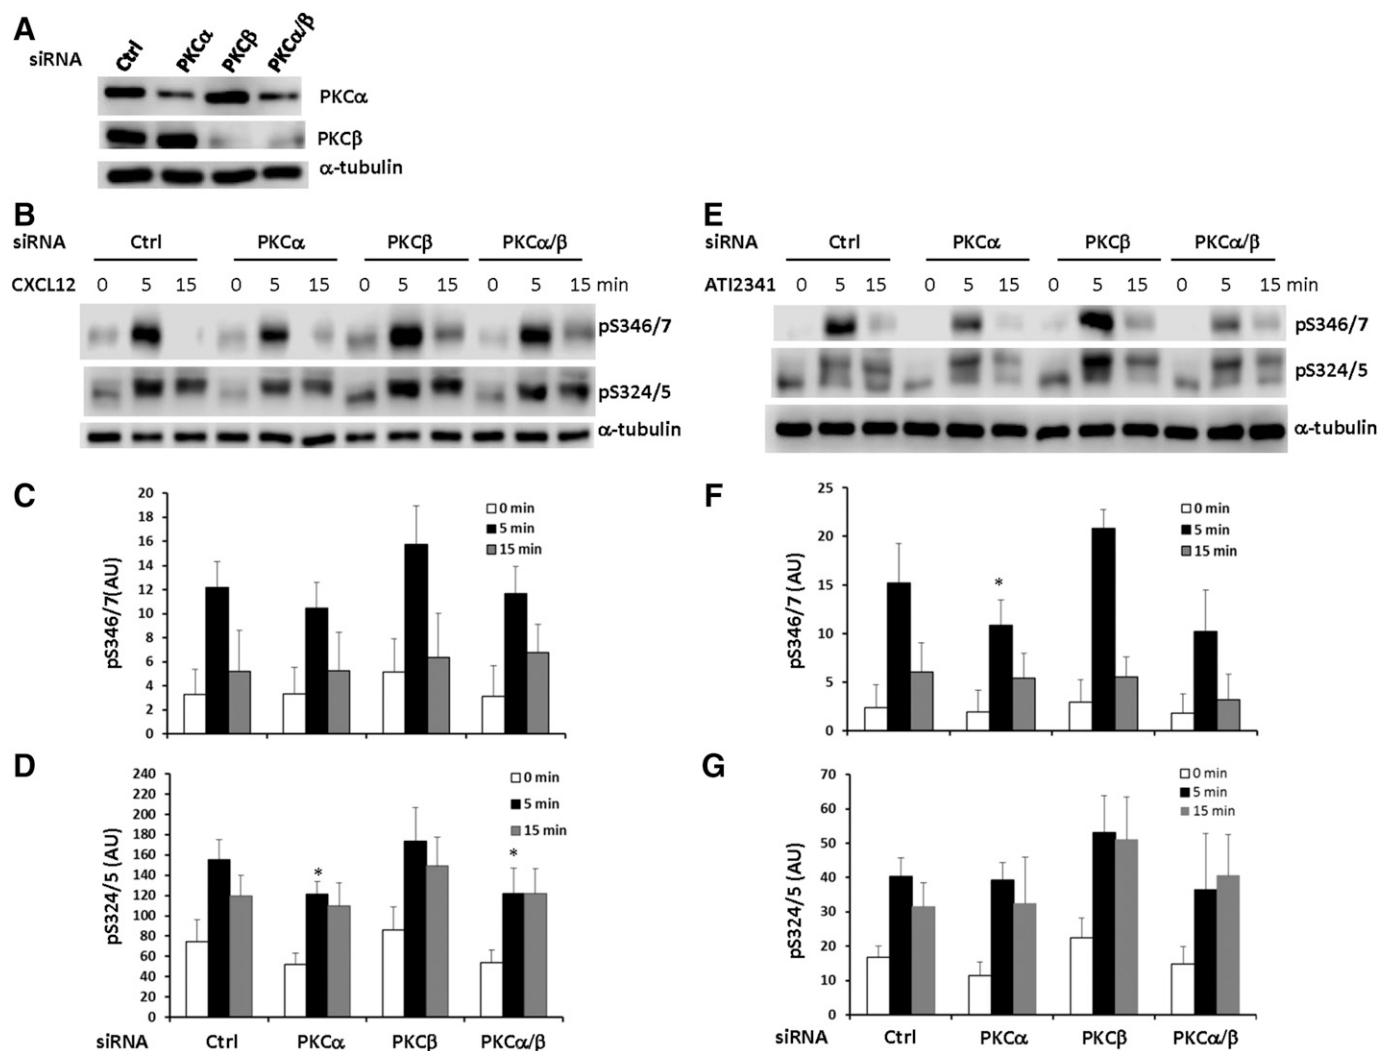 A
siRNA Ctrl PKCα PKCβ PKCα/β
PKCα
PKCβ
α-tubulin
B
siRNA Ctrl PKCα PKCβ PKCα/β
CXCL12 0 5 15 0 5 15 0 5 15 0 5 15 min
pS346/7
pS324/5
α-tubulin
E
siRNA Ctrl PKCα PKCβ PKCα/β
ATI2341 0 5 15 0 5 15 0 5 15 0 5 15 min
pS346/7
pS324/5
α-tubulin
C
pS346/7(AU)
20
18
16
14
12
10
8
6
4
2
0
0 min
5 min
15 min
D
pS324/5 (AU)
240
220
200
180
160
140
120
100
80
60
40
20
0
0 min
5 min
15 min
*
*
siRNA Ctrl PKCα PKCβ PKCα/β
F
pS346/7 (AU)
25
20
15
10
5
0
0 min
5 min
15 min
*
G
pS324/5 (AU)
70
60
50
40
30
20
10
0
0 min
5 min
15 min
siRNA Ctrl PKCα PKCβ PKCα/β